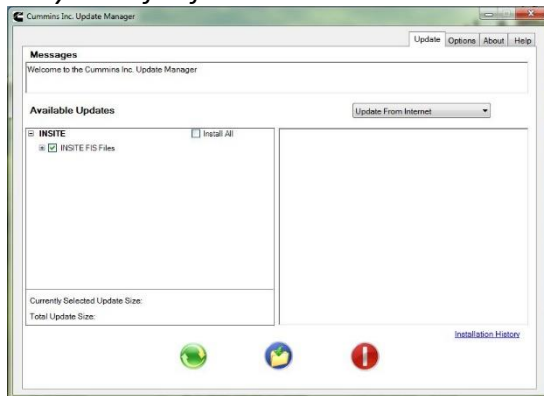 Cummins Inc. Update Manager
Update Options About Help
Messages
Welcome to the Cummins Inc. Update Manager
Available Updates
Update From Internet
INSITE
Install All
INSITE FIS Files
Currently Selected Update Size:
Total Update Size:
Installation History